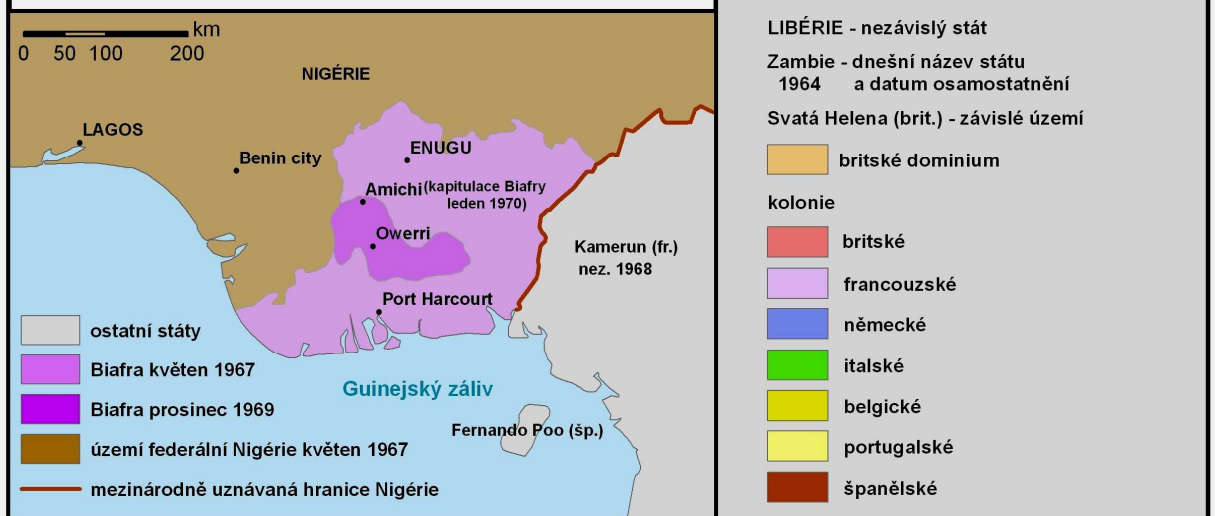 km
0 50 100 200
NIGÉRIE
LAGOS
Benin city
ENUGU
Amichi (kapitulace Biafry
leden 1970)
Owerri
Kamerun (fr.)
nez. 1968
Port Harcourt
Guinejský záliv
Fernando Poo (šp.)
ostatní státy
Biafra květen 1967
Biafra prosinec 1969
území federální Nigérie květen 1967
mezinárodně uznávaná hranice Nigérie
LIBÉRIE - nezávislý stát
Zambie - dnešní název státu
1964 a datum osamostatnění
Svatá Helena (brit.) - závislé území
britské dominium
kolonie
britské
francouzské
německé
italské
belgické
portugalské
španělské